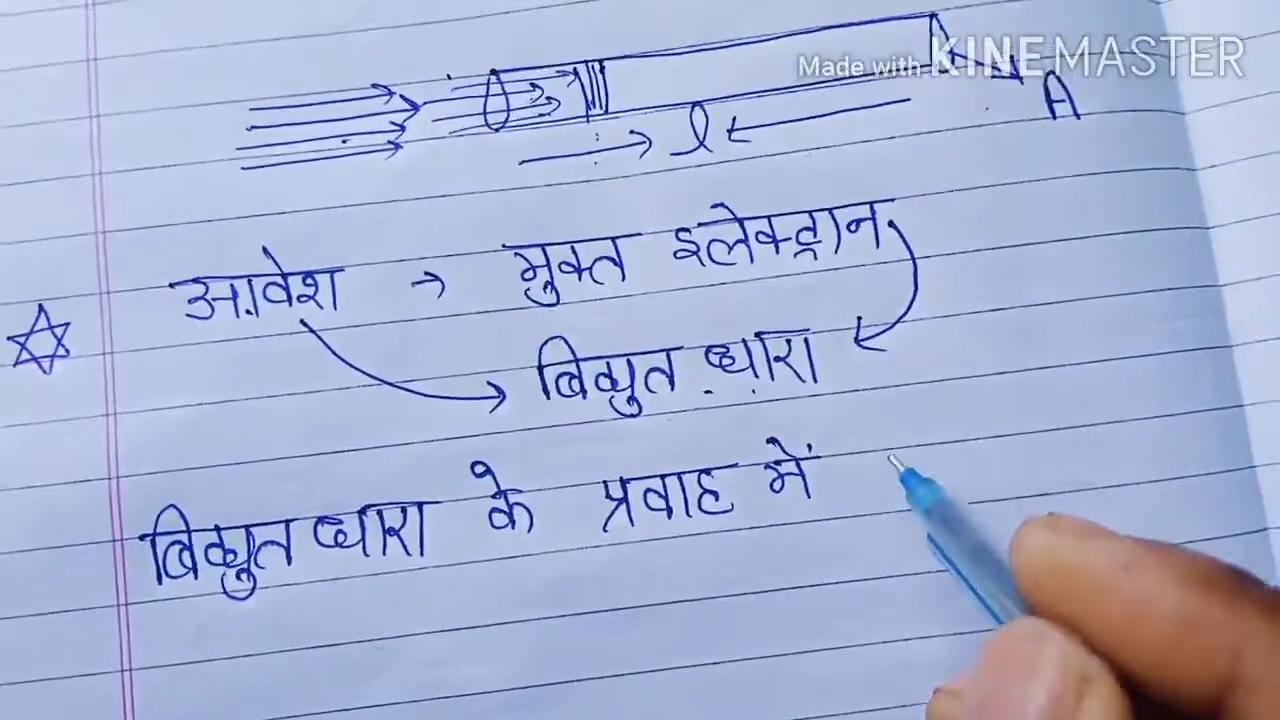 Made with KINEMASTER
A
l
आवेश → मुक्त इलेक्ट्रान
विद्युत धारा
विद्युत धारा के प्रवाह में